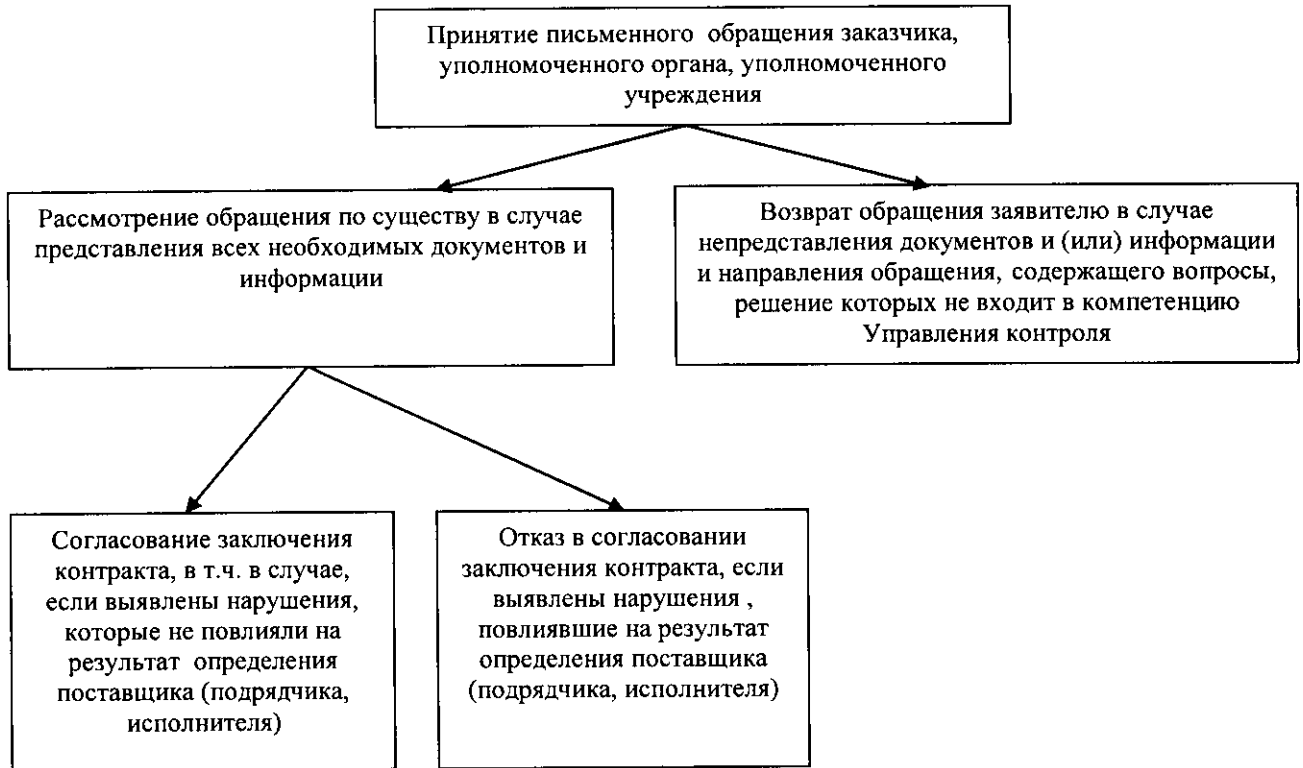 Принятие письменного обращения заказчика,
уполномоченного органа, уполномоченного
учреждения
Рассмотрение обращения по существу в случае
представления всех необходимых документов и
информации
Возврат обращения заявителю в случае
непредставления документов и (или) информации
и направления обращения, содержащего вопросы,
решение которых не входит в компетенцию
Управления контроля
Согласование заключения
контракта, в т.ч. в случае,
если выявлены нарушения,
которые не повлияли на
результат определения
поставщика (подрядчика,
исполнителя)
Отказ в согласовании
заключения контракта, если
выявлены нарушения ,
повлиявшие на результат
определения поставщика
(подрядчика, исполнителя)